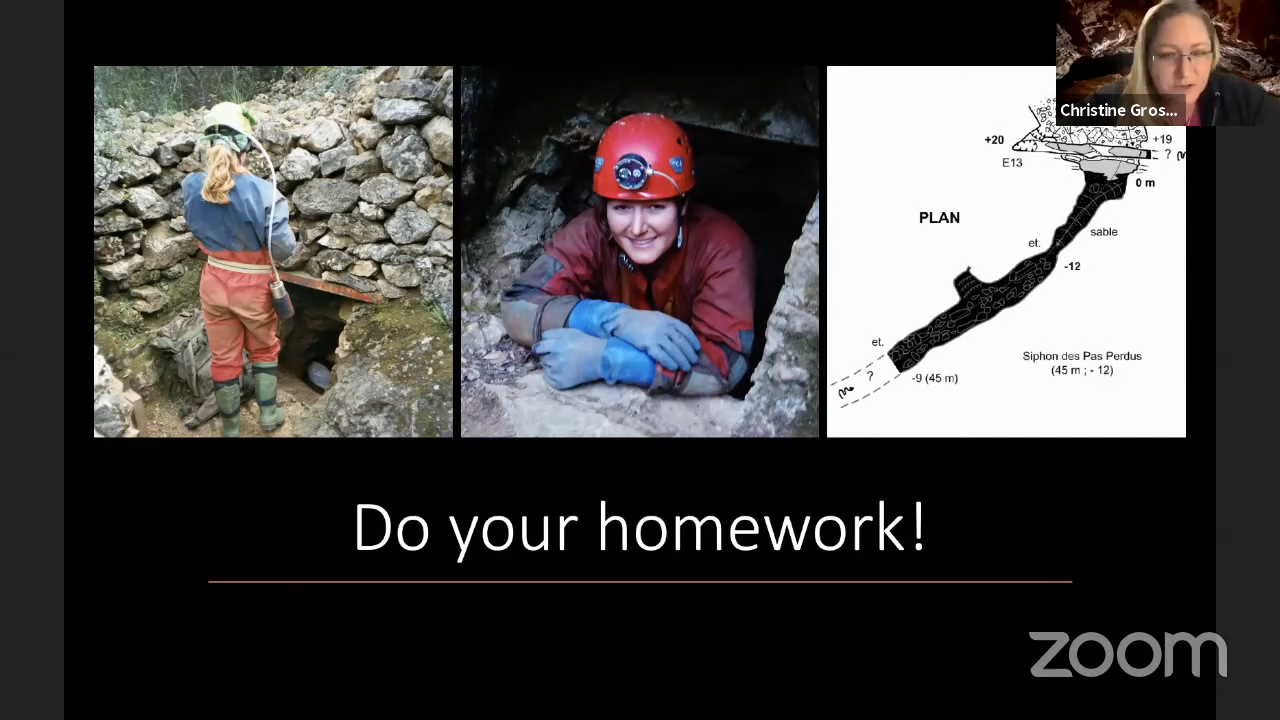 Christine Gros...
+20
+19
?
E13
0 m
PLAN
sable
et.
-12
et.
Siphon des Pas Perdus
(45 m ; - 12)
?
-9 (45 m)
Do your homework!
zoom